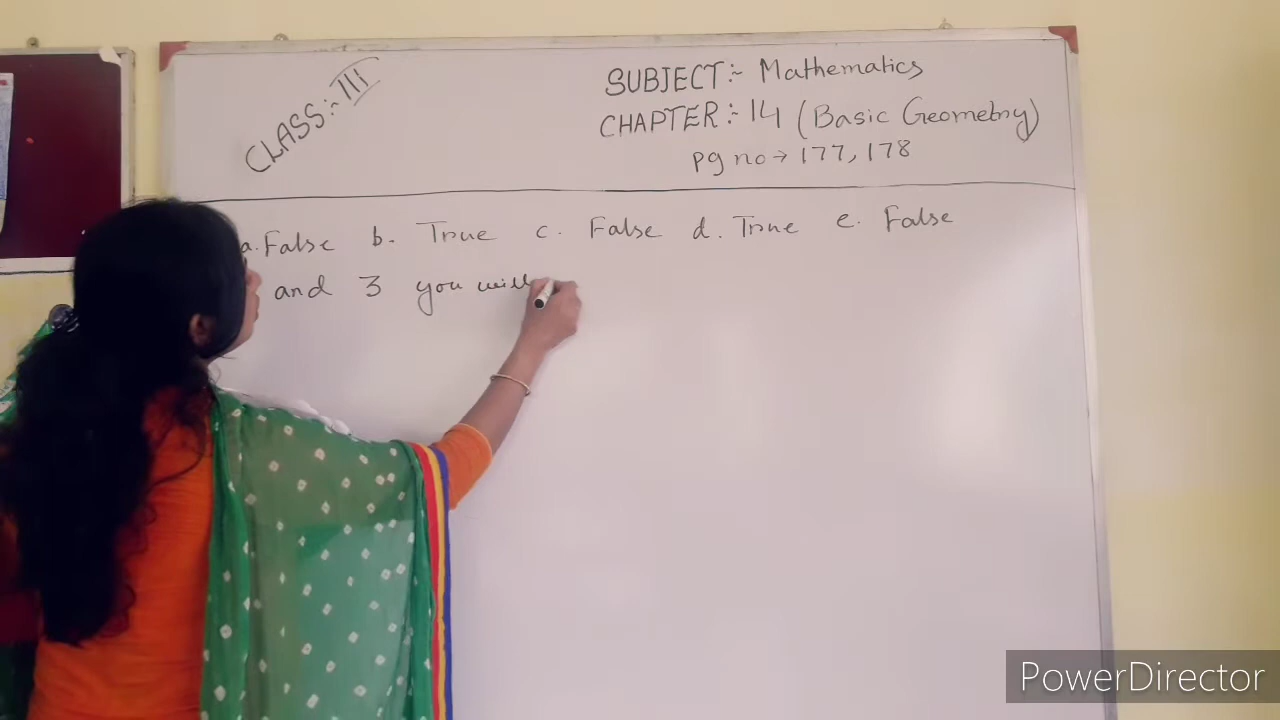 CLASS:- III
SUBJECT:- Mathematics
CHAPTER:- 14 (Basic Geometry)
Pg no → 177, 178
a. False b. True c. False d. True e. False
and 3 you will
PowerDirector